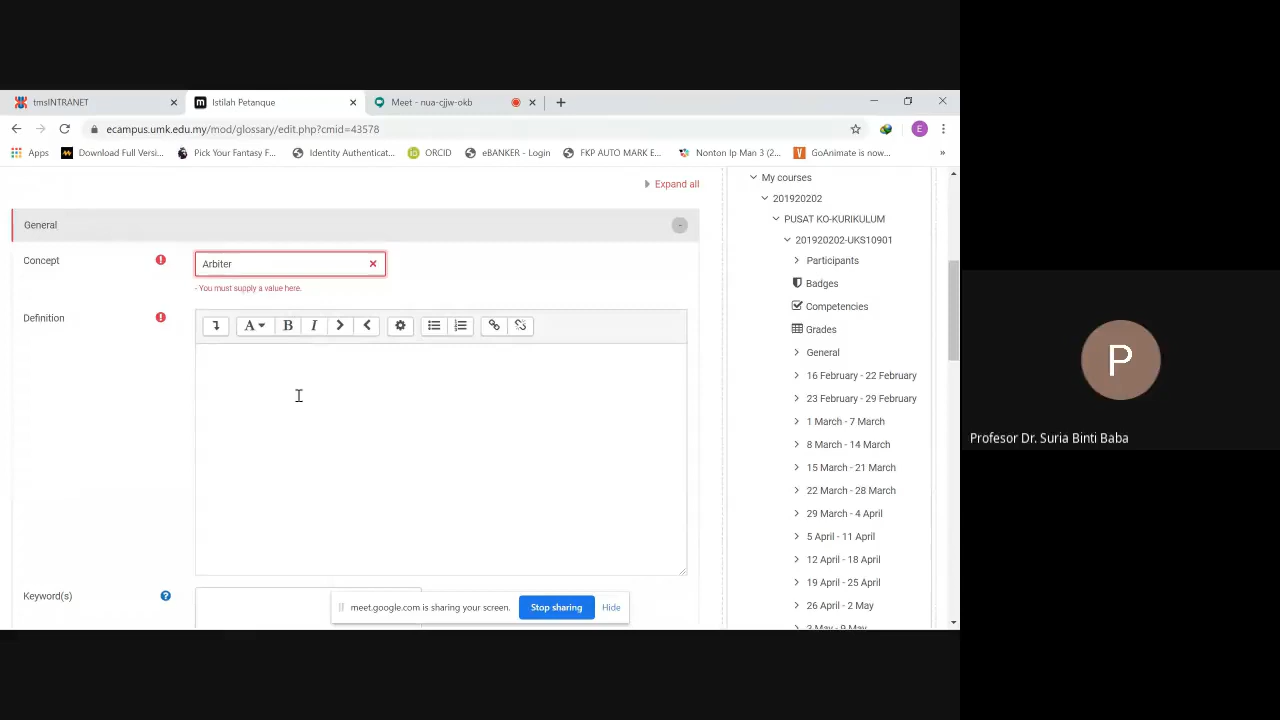 tmsINTRANET
Istilah Petanque
Meet - nua-cjjw-okb
ecampus.umk.edu.my/mod/glossary/edit.php?cmid=43578
E
Apps
Download Full Versi...
Pick Your Fantasy F...
Identity Authenticat...
ORCID
eBANKER - Login
FKP AUTO MARK E...
Nonton Ip Man 3 (2...
GoAnimate is now...
»
Expand all
General
Concept
Arbiter
- You must supply a value here.
Definition
A
B
I
Keyword(s)
meet.google.com is sharing your screen.
Stop sharing
Hide
My courses
201920202
PUSAT KO-KURIKULUM
201920202-UKS10901
Participants
Badges
Competencies
Grades
General
16 February - 22 February
23 February - 29 February
1 March - 7 March
8 March - 14 March
15 March - 21 March
22 March - 28 March
29 March - 4 April
5 April - 11 April
12 April - 18 April
19 April - 25 April
26 April - 2 May
3 May - 9 May
P
Profesor Dr. Suria Binti Baba